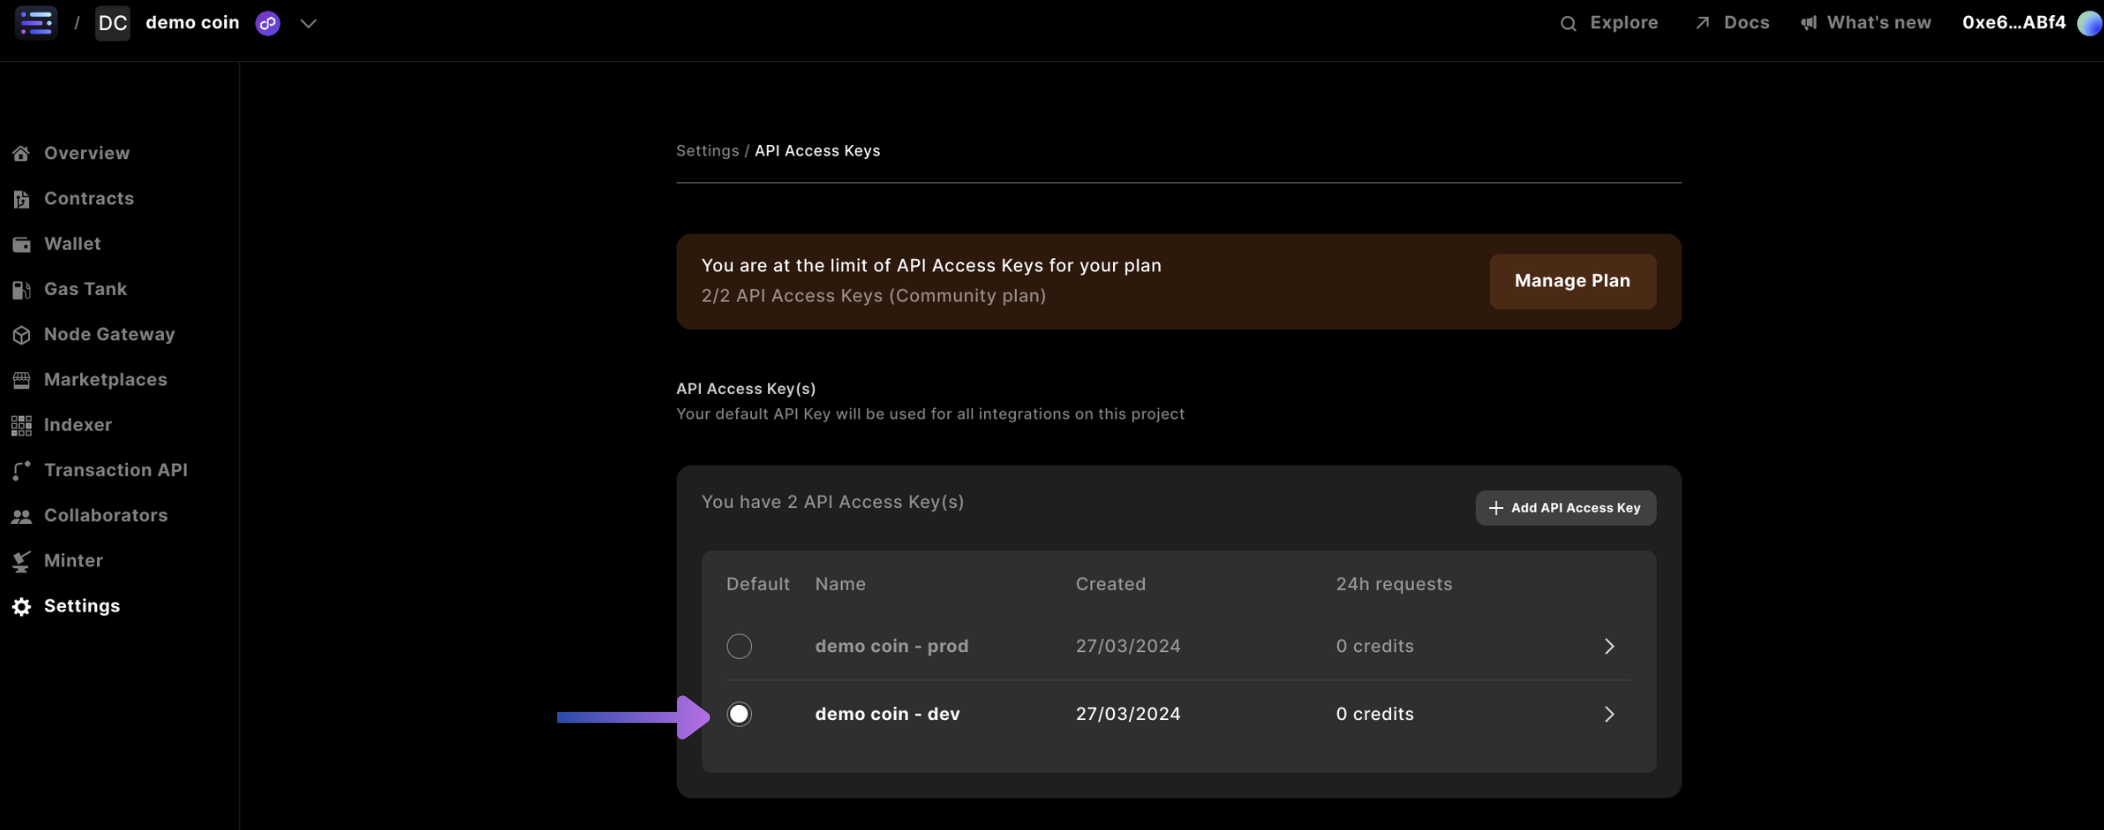 / DC demo coin
Explore Docs What's new 0xe6...ABf4
Overview
Contracts
Wallet
Gas Tank
Node Gateway
Marketplaces
Indexer
Transaction API
Collaborators
Minter
Settings
Settings / API Access Keys
You are at the limit of API Access Keys for your plan
2/2 API Access Keys (Community plan)
Manage Plan
API Access Key(s)
Your default API Key will be used for all integrations on this project
You have 2 API Access Key(s)
+ Add API Access Key
Default Name Created 24h requests
demo coin - prod 27/03/2024 0 credits
demo coin - dev 27/03/2024 0 credits